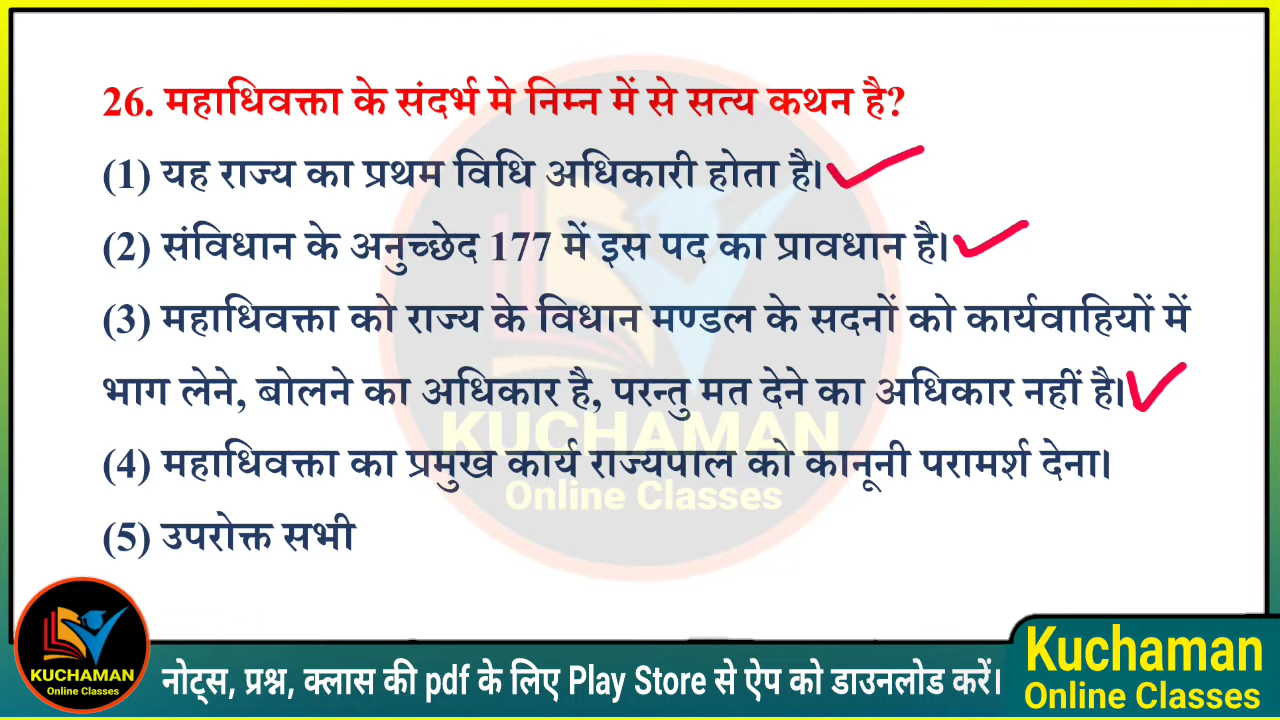 26. महाधिवक्ता के संदर्भ मे निम्न में से सत्य कथन है?
(1) यह राज्य का प्रथम विधि अधिकारी होता है।
(2) संविधान के अनुच्छेद 177 में इस पद का प्रावधान है।
(3) महाधिवक्ता को राज्य के विधान मण्डल के सदनों को कार्यवाहियों में
भाग लेने, बोलने का अधिकार है, परन्तु मत देने का अधिकार नहीं है।
(4) महाधिवक्ता का प्रमुख कार्य राज्यपाल को कानूनी परामर्श देना।
(5) उपरोक्त सभी
KUCHAMAN
Online Classes
KUCHAMAN
Online Classes
नोट्स, प्रश्न, क्लास की pdf के लिए Play Store से ऐप को डाउनलोड करें।
Kuchaman
Online Classes